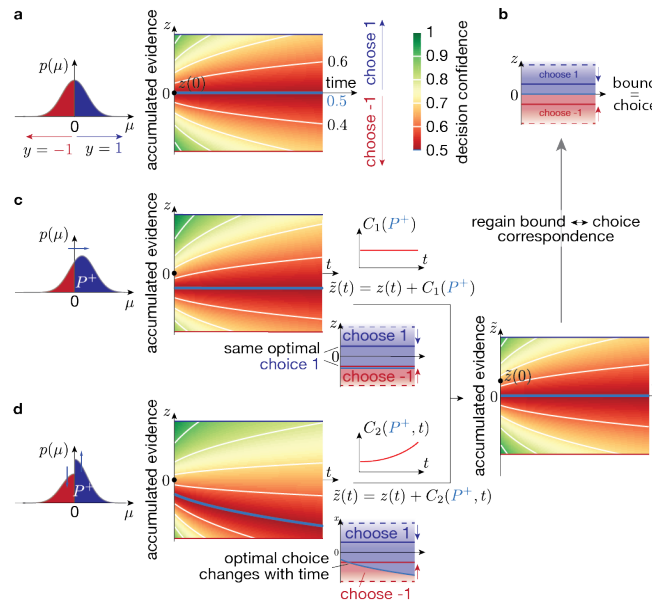 a
z
p(μ)
0
μ
y = −1
y = 1
accumulated evidence
z(0)
0
0.6
time
0.5
0.4
choose 1
choose -1
1
0.9
0.8
0.7
0.6
0.5
decision confidence
b
z
choose 1
0
choose -1
bound
=
choice
regain bound ↔ choice
correspondence
c
z
p(μ)
P⁺
0
μ
accumulated evidence
t
C₁(P⁺)
t
z̃(t) = z(t) + C₁(P⁺)
same optimal
choice 1
z
choose 1
0
choose -1
z̃
accumulated evidence
z̃(0)
0
t
d
z
p(μ)
P⁺
0
μ
accumulated evidence
0
t
C₂(P⁺, t)
t
z̃(t) = z(t) + C₂(P⁺, t)
optimal choice
changes with time
x
choose 1
0
choose -1